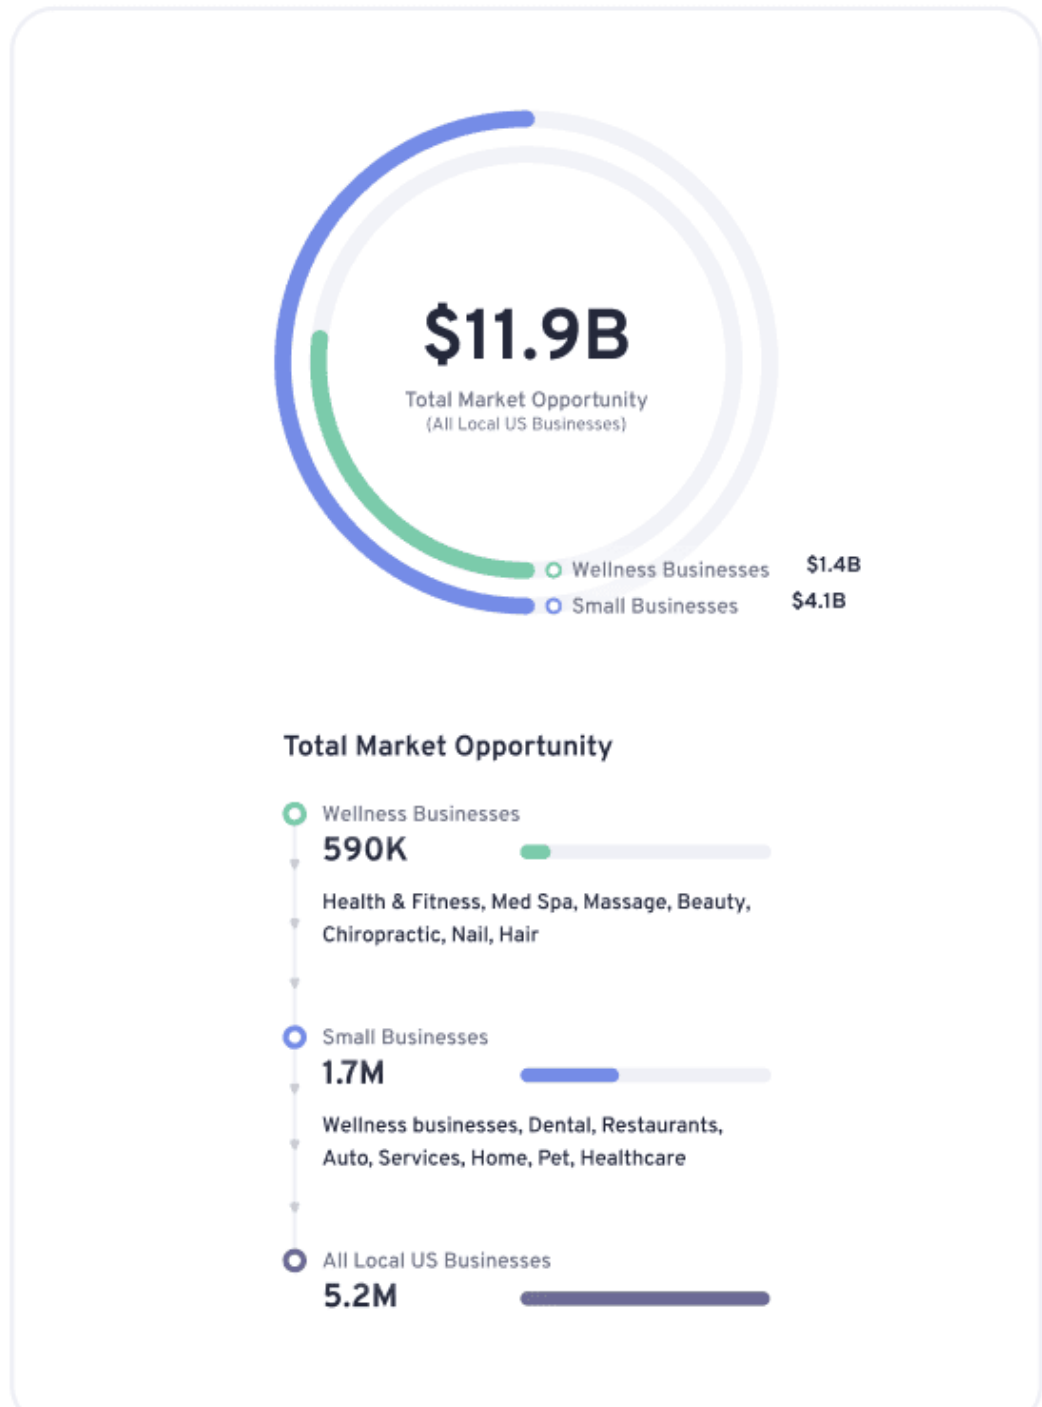 $11.9B
Total Market Opportunity
(All Local US Businesses)
Wellness Businesses $1.4B
Small Businesses $4.1B
Total Market Opportunity
Wellness Businesses
590K
Health & Fitness, Med Spa, Massage, Beauty,
Chiropractic, Nail, Hair
Small Businesses
1.7M
Wellness businesses, Dental, Restaurants,
Auto, Services, Home, Pet, Healthcare
All Local US Businesses
5.2M